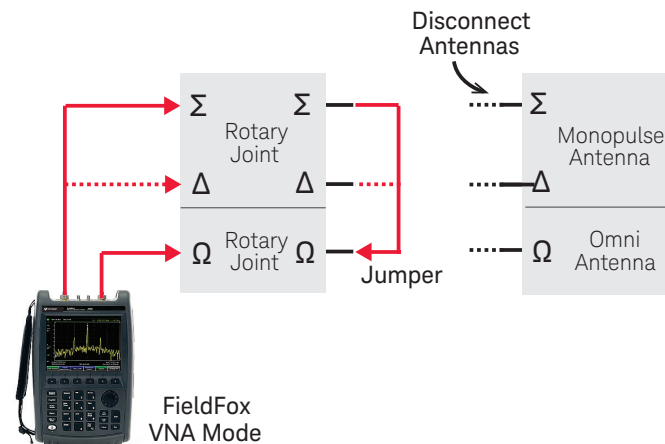 Disconnect
Antennas
Σ
Rotary
Joint
Σ
Δ
Δ
Ω
Rotary
Joint
Ω
Jumper
Σ
Monopulse
Antenna
Δ
Ω
Omni
Antenna
FieldFox
VNA Mode